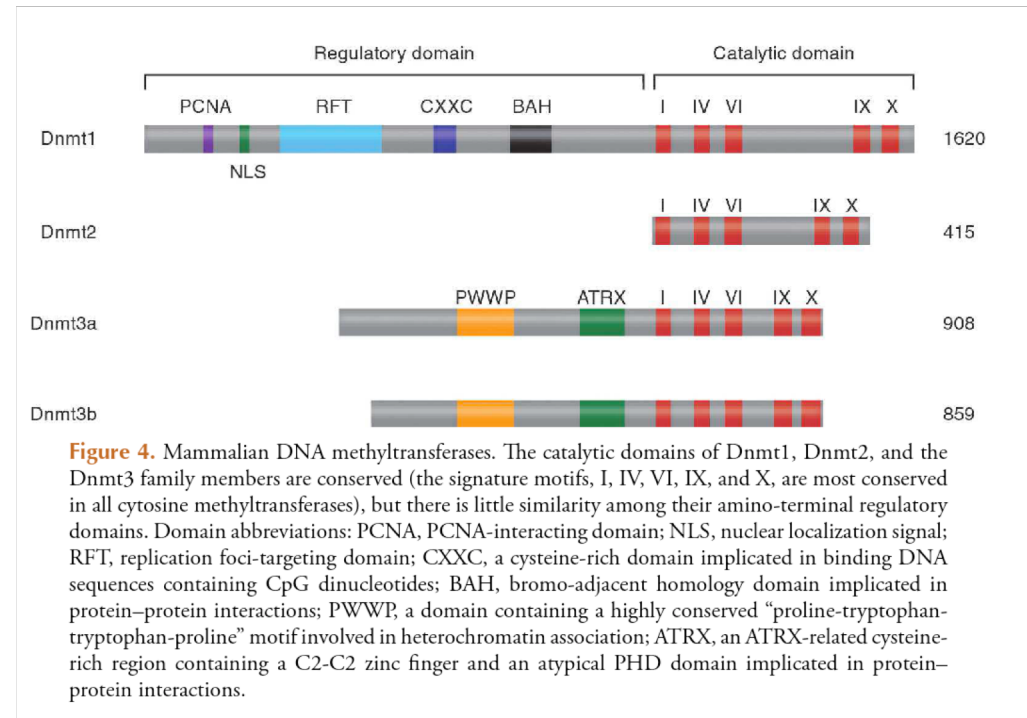 Regulatory domain Catalytic domain
PCNA RFT CXXC BAH I IV VI IX X
Dnmt1 1620
NLS
I IV VI IX X
Dnmt2 415
PWWP ATRX I IV VI IX X
Dnmt3a 908
Dnmt3b 859
Figure 4. Mammalian DNA methyltransferases. The catalytic domains of Dnmt1, Dnmt2, and the
Dnmt3 family members are conserved (the signature motifs, I, IV, VI, IX, and X, are most conserved
in all cytosine methyltransferases), but there is little similarity among their amino-terminal regulatory
domains. Domain abbreviations: PCNA, PCNA-interacting domain; NLS, nuclear localization signal;
RFT, replication foci-targeting domain; CXXC, a cysteine-rich domain implicated in binding DNA
sequences containing CpG dinucleotides; BAH, bromo-adjacent homology domain implicated in
protein–protein interactions; PWWP, a domain containing a highly conserved “proline-tryptophan-
tryptophan-proline” motif involved in heterochromatin association; ATRX, an ATRX-related cysteine-
rich region containing a C2-C2 zinc finger and an atypical PHD domain implicated in protein–
protein interactions.